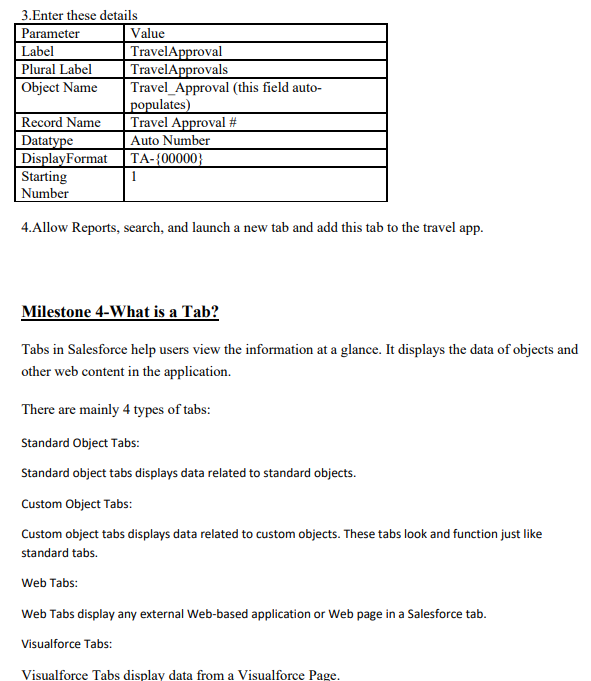 3.Enter these details
Parameter Value
Label TravelApproval
Plural Label TravelApprovals
Object Name Travel_Approval (this field auto-
populates)
Record Name Travel Approval #
Datatype Auto Number
DisplayFormat TA-{00000}
Starting 1
Number
4.Allow Reports, search, and launch a new tab and add this tab to the travel app.
Milestone 4-What is a Tab?
Tabs in Salesforce help users view the information at a glance. It displays the data of objects and
other web content in the application.
There are mainly 4 types of tabs:
Standard Object Tabs:
Standard object tabs displays data related to standard objects.
Custom Object Tabs:
Custom object tabs displays data related to custom objects. These tabs look and function just like
standard tabs.
Web Tabs:
Web Tabs display any external Web-based application or Web page in a Salesforce tab.
Visualforce Tabs:
Visualforce Tabs display data from a Visualforce Page.